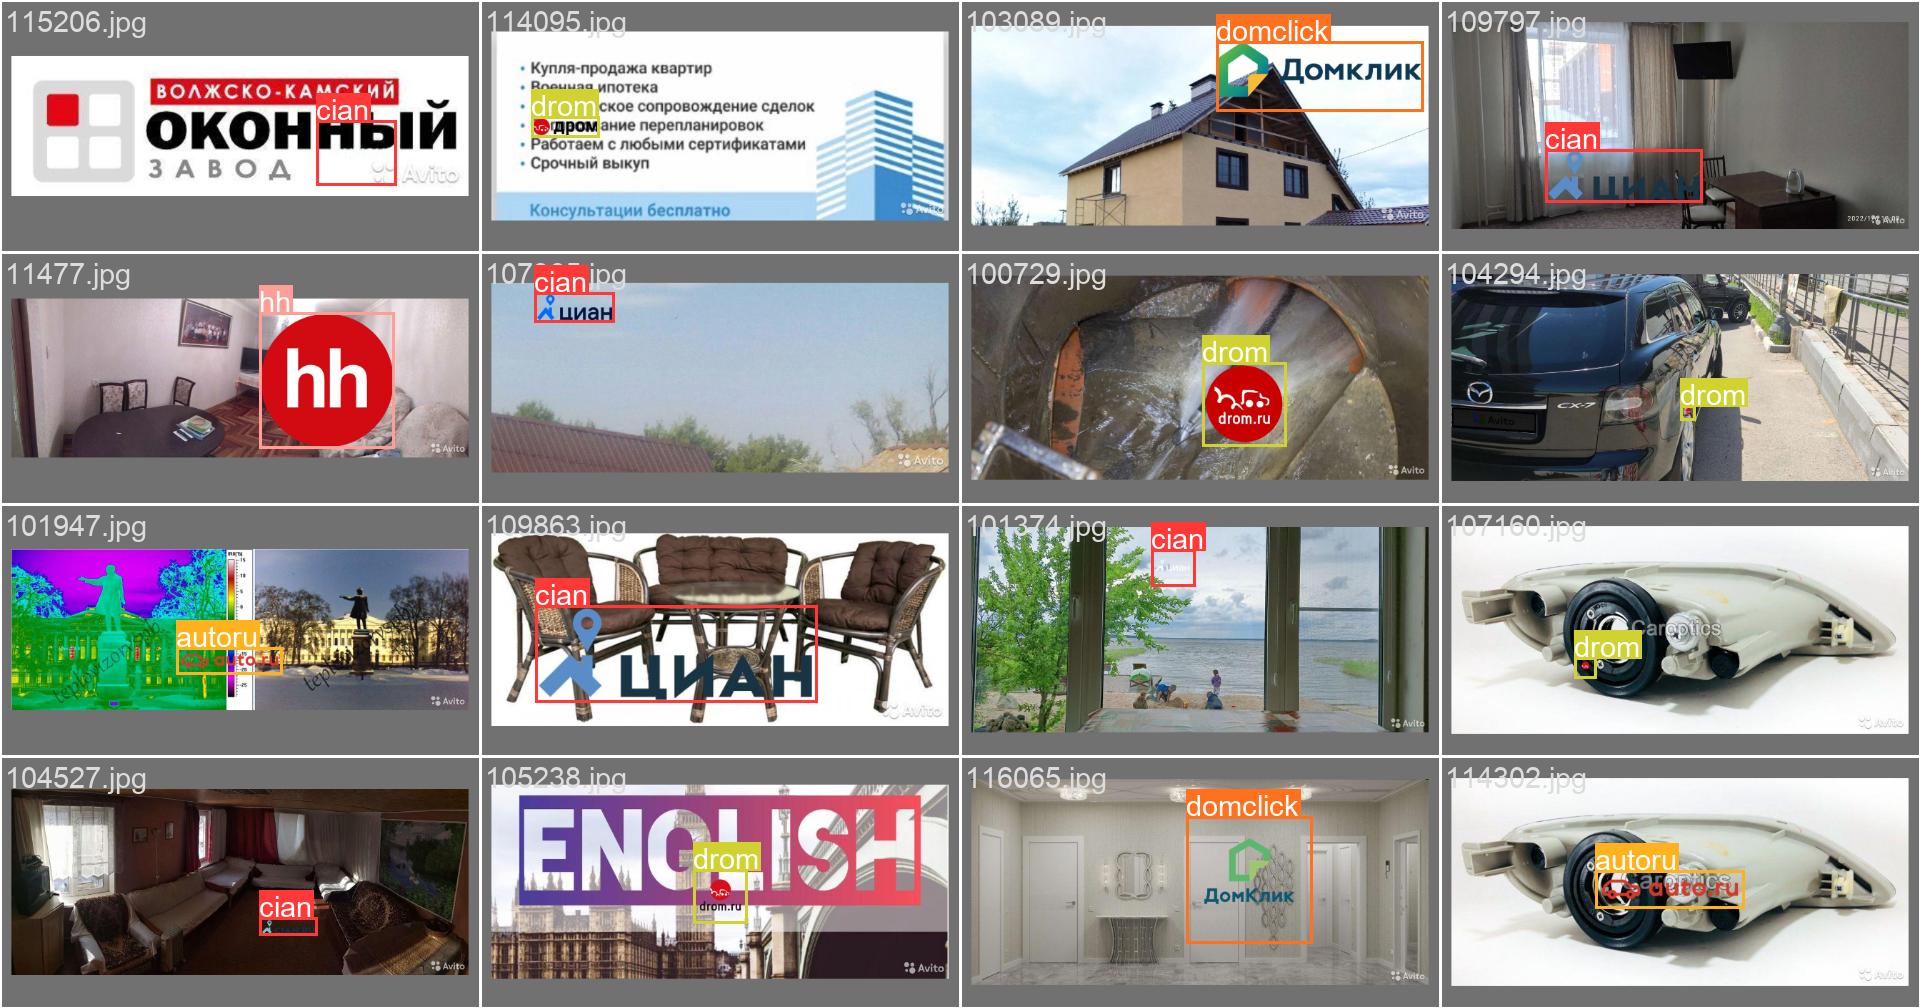 115206.jpg
ВОЛЖСКО-КАМСКИЙ
cian
ОКОННЫЙ
ЗАВОД
Avito
114095.jpg
• Купля-продажа квартир
• Военная ипотека
drom
ское сопровождение сделок
дром
ание перепланировок
• Работаем с любыми сертификатами
• Срочный выкуп
Консультации бесплатно
Avito
103089.jpg
domclick
Домклик
Avito
109797.jpg
cian
ЦИАН
Avito
11477.jpg
hh
hh
Avito
cian
циан
Avito
100729.jpg
drom
drom.ru
Avito
104294.jpg
drom
CX-7
Avito
Avito
101947.jpg
autoru
auto.ru
Avito
109863.jpg
cian
ЦИАН
Avito
101374.jpg
cian
циан
Avito
107160.jpg
Caroptics
drom
Avito
104527.jpg
cian
Avito
105238.jpg
ENGLISH
drom
drom.ru
Avito
116065.jpg
domclick
ДомКлик
Avito
114302.jpg
autoru
auto.ru
Avito